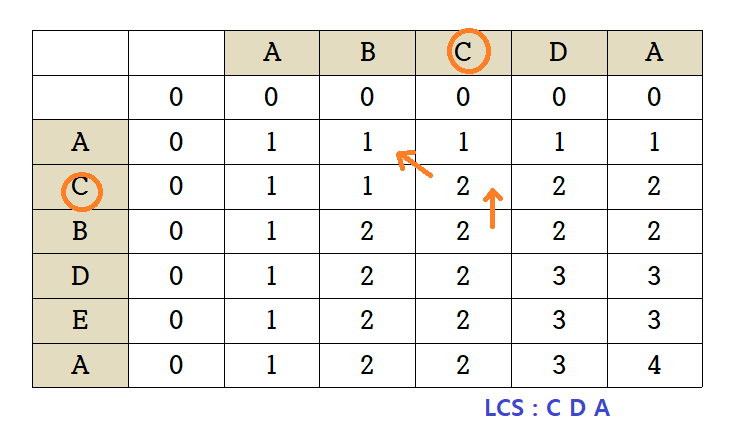 A B C D A
0 0 0 0 0 0
A 0 1 1 1 1 1
C 0 1 1 2 2 2
B 0 1 2 2 2 2
D 0 1 2 2 3 3
E 0 1 2 2 3 3
A 0 1 2 2 3 4
LCS : C D A